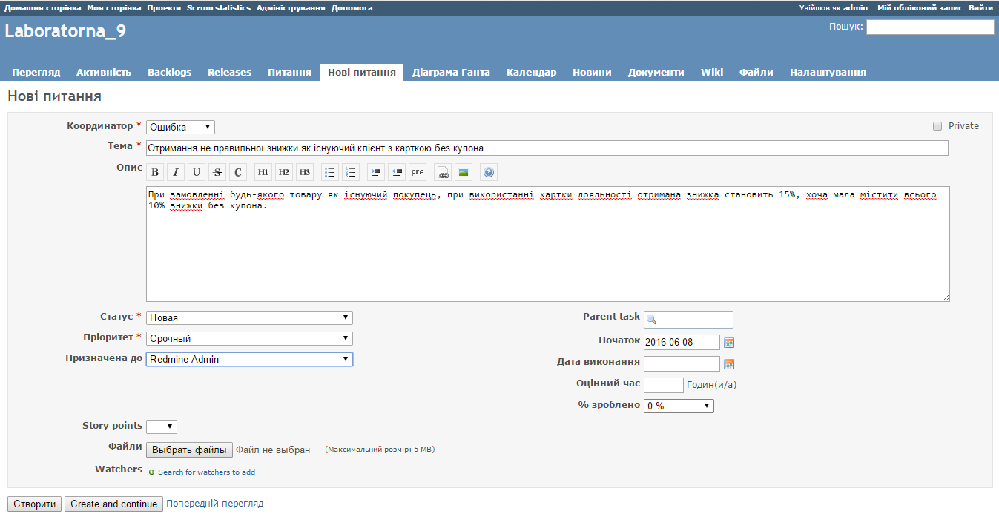 Домашня сторінка Моя сторінка Проекти Scrum statistics Адміністрування Допомога Увійшов як admin Мій обліковий запис Вийти
Laboratorna_9 Пошук:
Перегляд Активність Backlogs Releases Питання Нові питання Діаграма Ганта Календар Новини Документи Wiki Файли Налаштування
Нові питання
Координатор * Ошибка Private
Тема * Отримання не правильної знижки як існуючий клієнт з карткою без купона
Опис B I U S C H1 H2 H3 pre
При замовленні будь-якого товару як існуючий покупець, при використанні картки лояльності отримана знижка становить 15%, хоча мала містити всього
10% знижки без купона.
Статус * Новая Parent task
Пріоритет * Срочный Початок 2016-06-08
Призначена до Redmine Admin Дата виконання
Оцінний час Годин(и/а)
% зроблено 0 %
Story points
Файли Выбрать файлы Файл не выбран (Максимальний розмір: 5 MB)
Watchers Search for watchers to add
Створити Create and continue Попередній перегляд